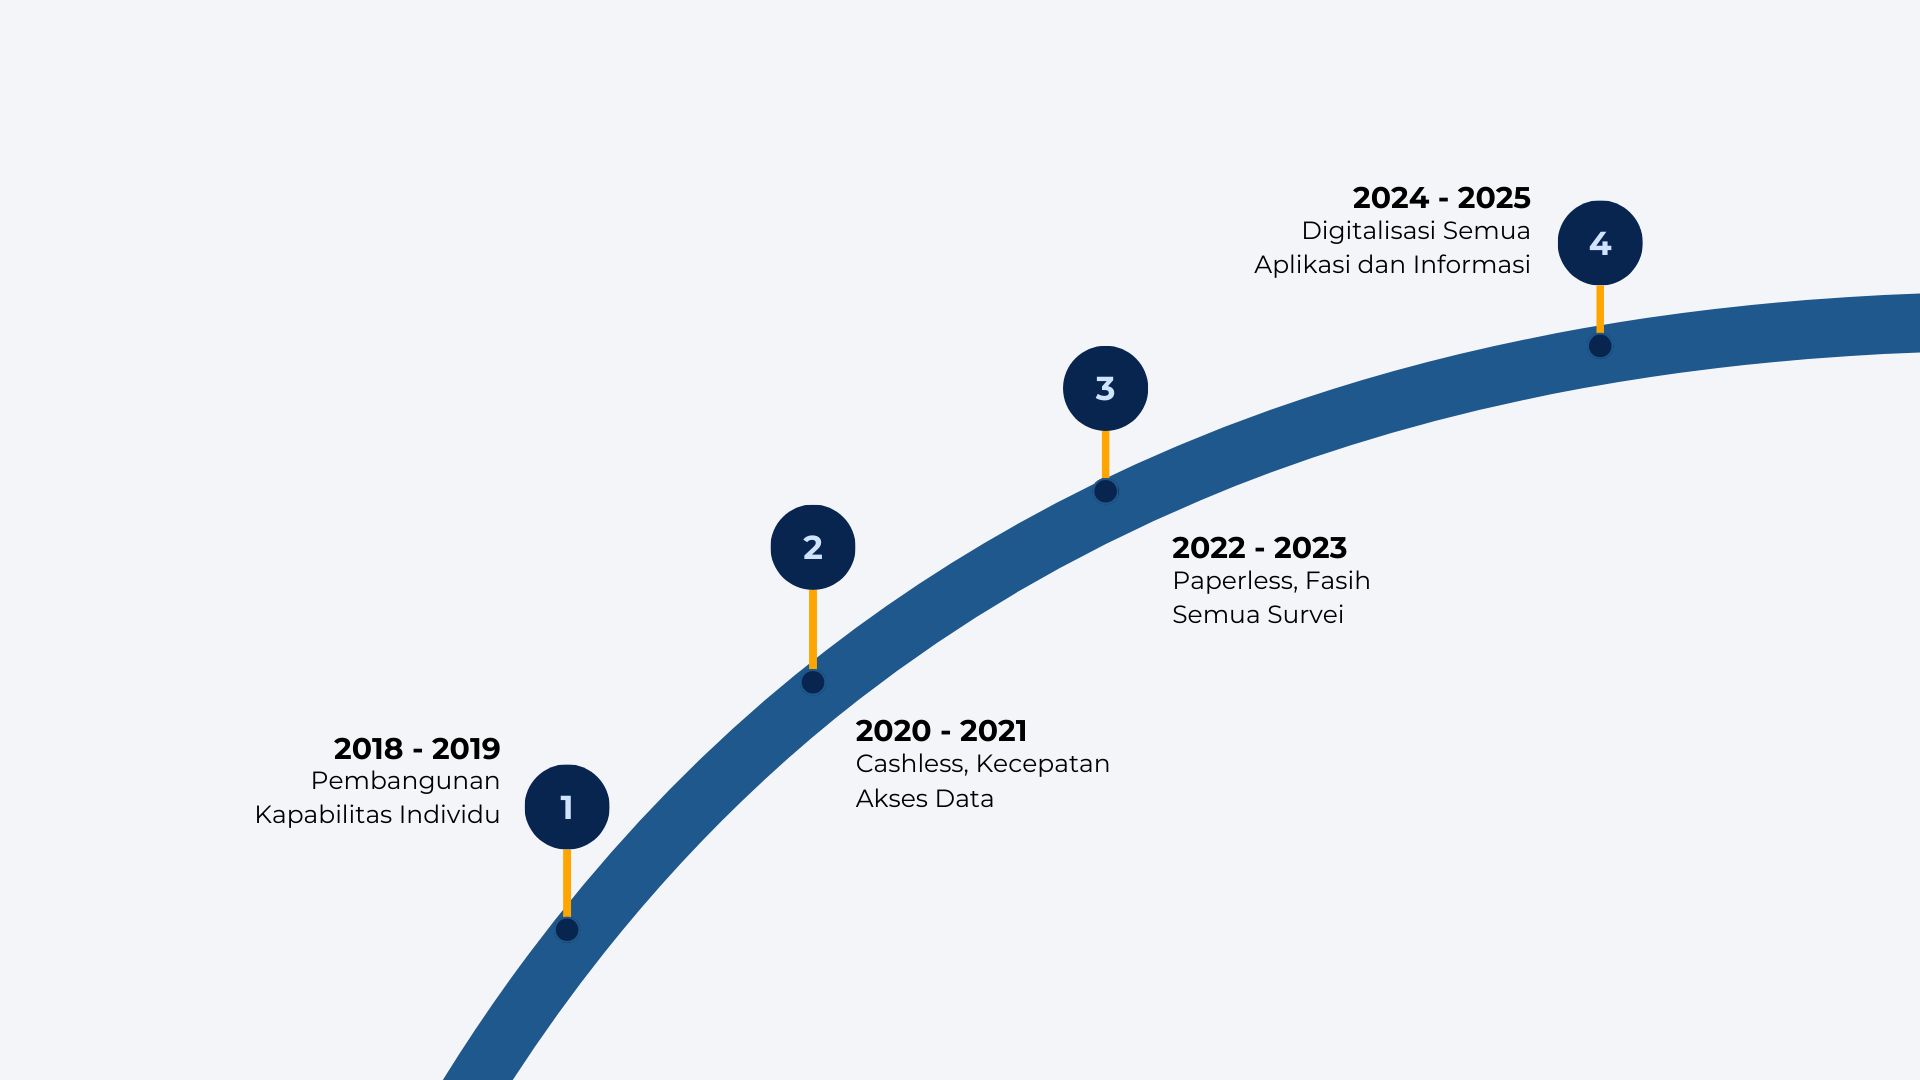 1
2018 - 2019
Pembangunan
Kapabilitas Individu
2
2020 - 2021
Cashless, Kecepatan
Akses Data
3
2022 - 2023
Paperless, Fasih
Semua Survei
4
2024 - 2025
Digitalisasi Semua
Aplikasi dan Informasi